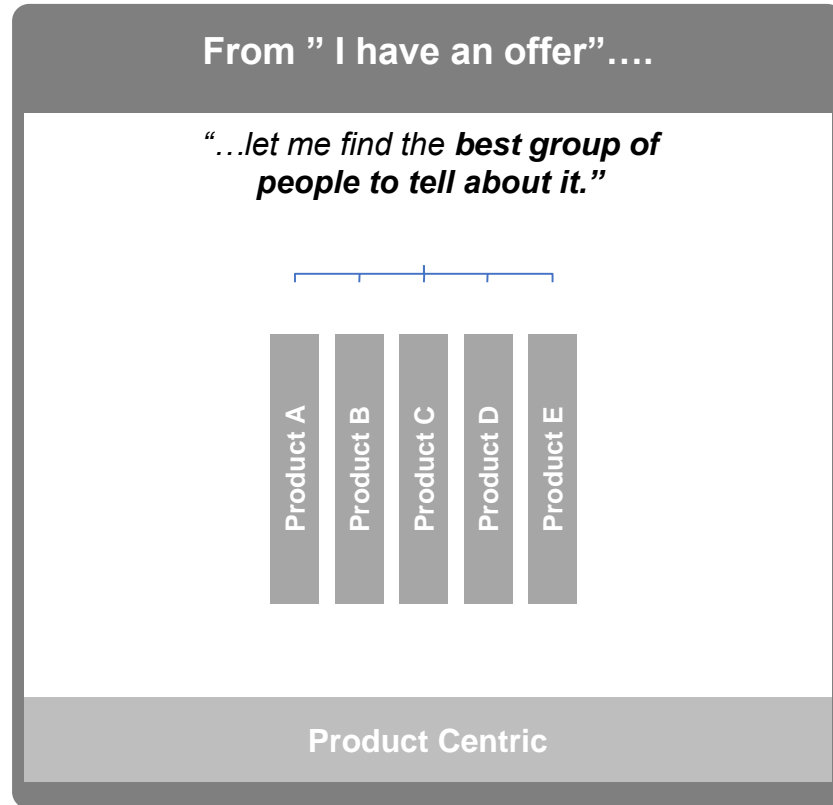 From ” I have an offer”….
“…let me find the best group of
people to tell about it.”
Product A
Product B
Product C
Product D
Product E
Product Centric